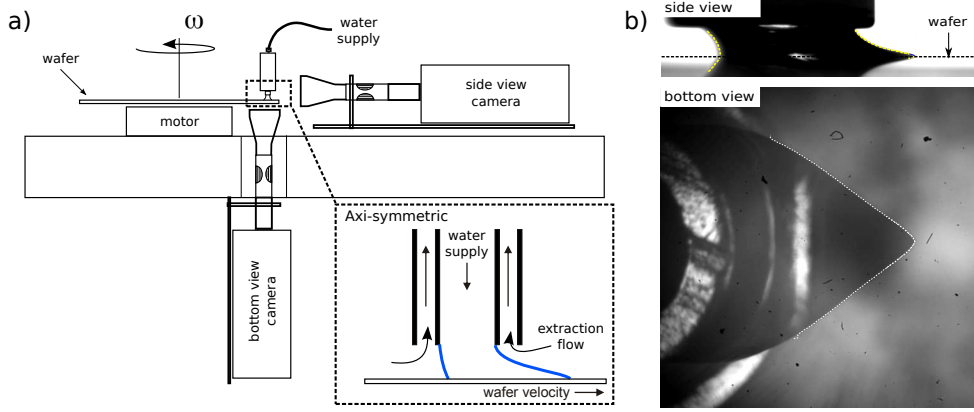 a)
ω
water
supply
wafer
motor
side view
camera
bottom view
camera
Axi-symmetric
water
supply
extraction
flow
wafer velocity
b)
side view
wafer
bottom view